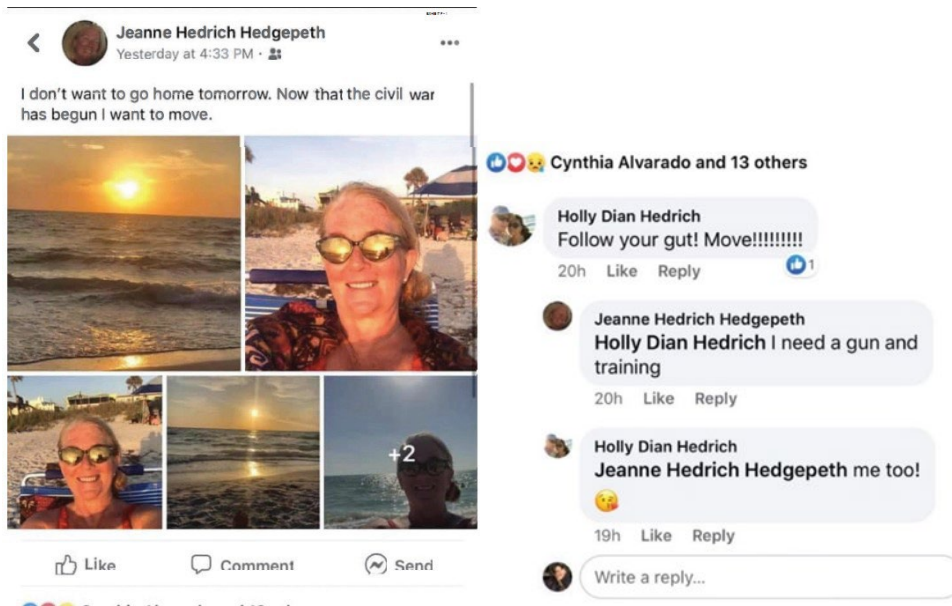 Jeanne Hedrich Hedgepeth
Yesterday at 4:33 PM ·
I don't want to go home tomorrow. Now that the civil war
has begun I want to move.
+2
Like
Comment
Send
Cynthia Alvarado and 13 others
Holly Dian Hedrich
Follow your gut! Move!!!!!!!!!
20h Like Reply
1
Jeanne Hedrich Hedgepeth
Holly Dian Hedrich I need a gun and
training
20h Like Reply
Holly Dian Hedrich
Jeanne Hedrich Hedgepeth me too!
19h Like Reply
Write a reply...